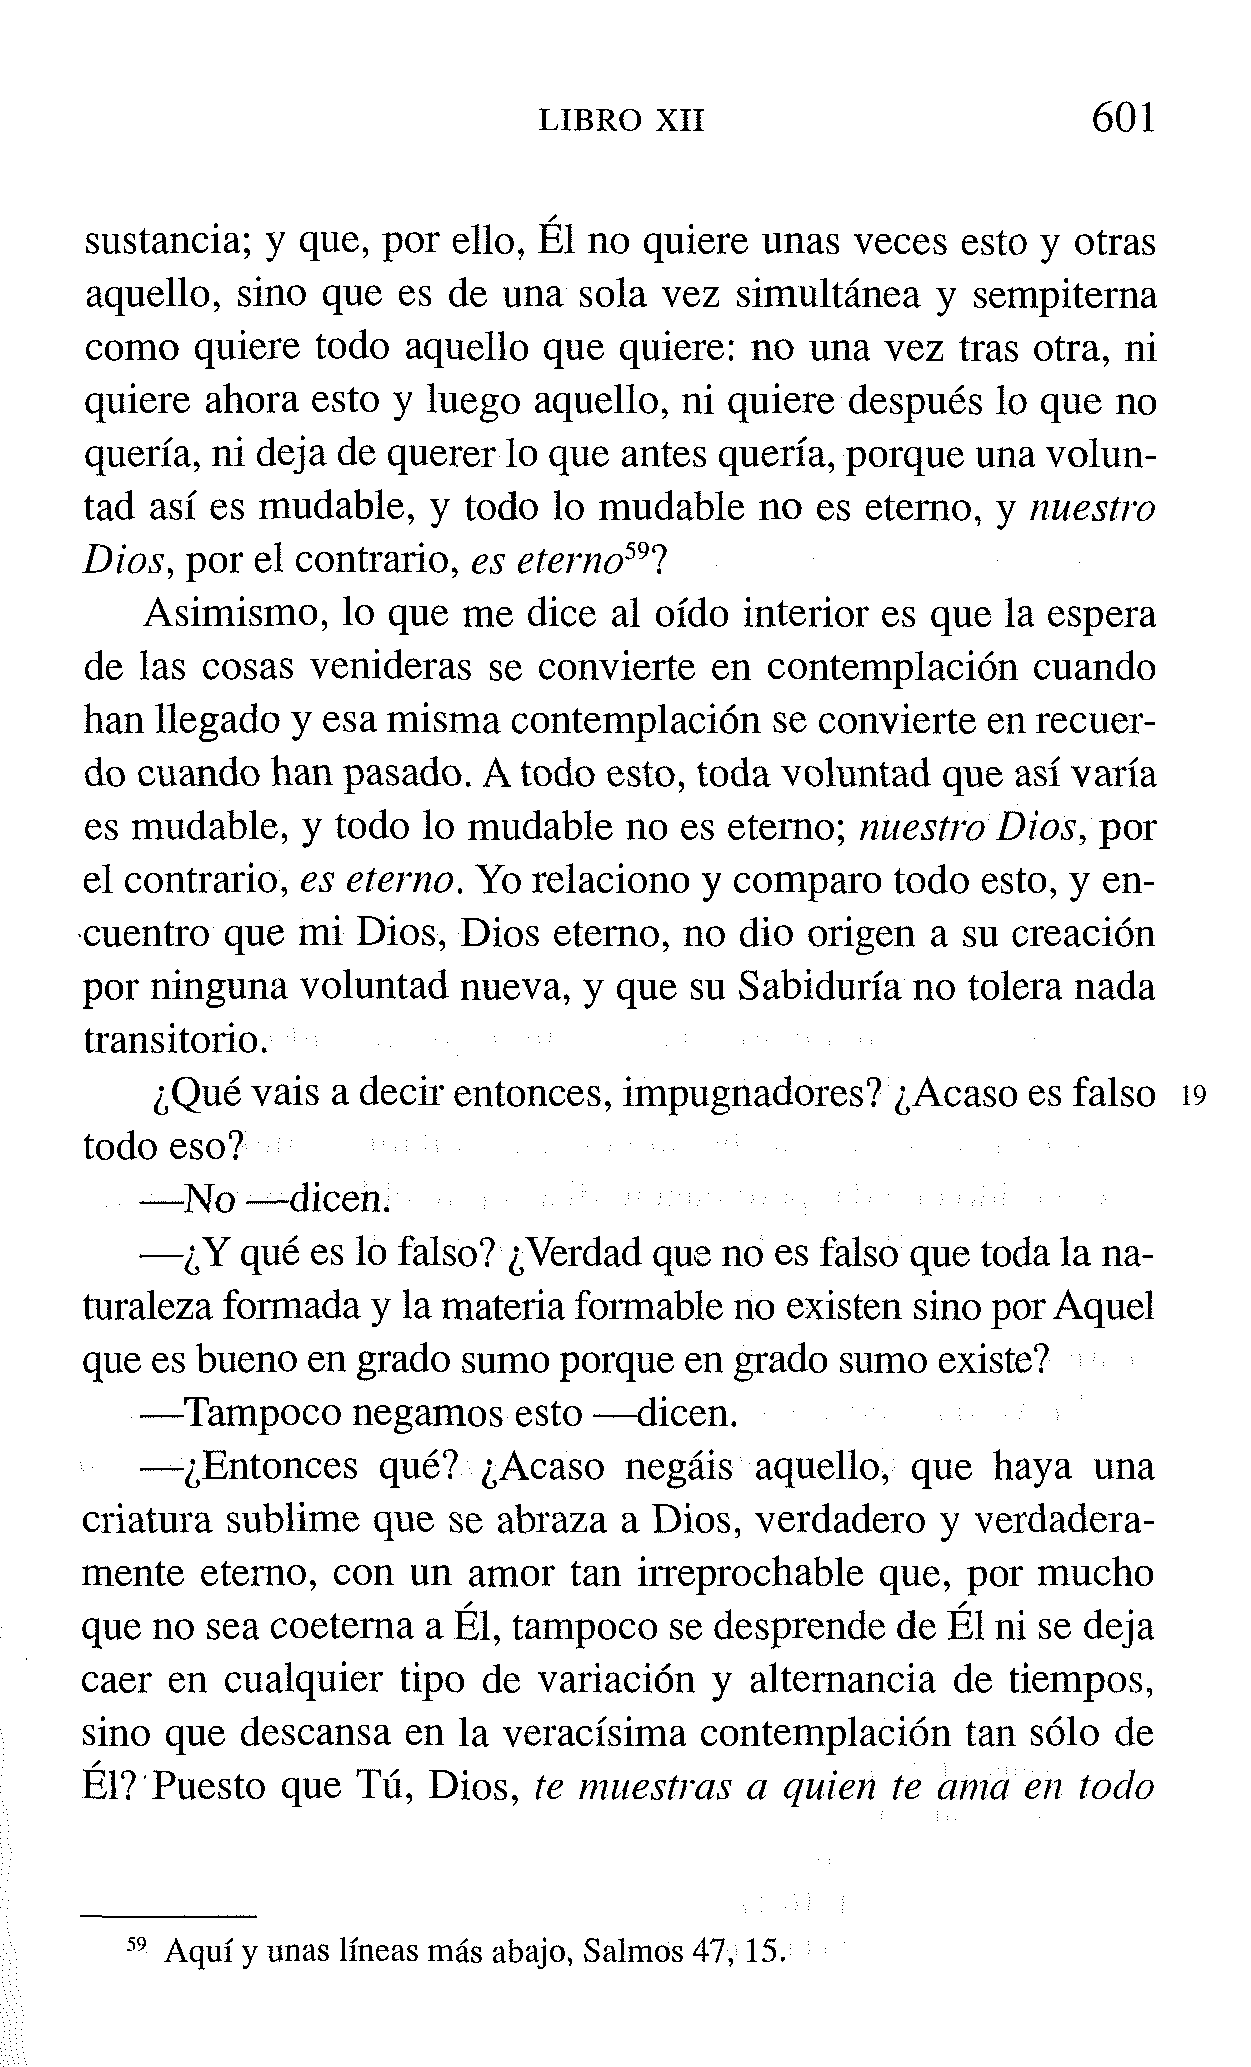 LIBRO XII 601
sustancia; y que, por ello, Él no quiere unas veces esto y otras
aquello, sino que es de una sola vez simultánea y sempiterna
como quiere todo aquello que quiere: no una vez tras otra, ni
quiere ahora esto y luego aquello, ni quiere después lo que no
quería, ni deja de querer lo que antes quería, porque una volun-
tad así es mudable, y todo lo mudable no es eterno, y nuestro
Dios, por el contrario, es eterno⁵⁹?
Asimismo, lo que me dice al oído interior es que la espera
de las cosas venideras se convierte en contemplación cuando
han llegado y esa misma contemplación se convierte en recuer-
do cuando han pasado. A todo esto, toda voluntad que así varía
es mudable, y todo lo mudable no es eterno; nuestro Dios, por
el contrario, es eterno. Yo relaciono y comparo todo esto, y en-
cuentro que mi Dios, Dios eterno, no dio origen a su creación
por ninguna voluntad nueva, y que su Sabiduría no tolera nada
transitorio.
¿Qué vais a decir entonces, impugnadores? ¿Acaso es falso 19
todo eso?
—No —dicen.
—¿Y qué es lo falso? ¿Verdad que no es falso que toda la na-
turaleza formada y la materia formable no existen sino por Aquel
que es bueno en grado sumo porque en grado sumo existe?
—Tampoco negamos esto —dicen.
—¿Entonces qué? ¿Acaso negáis aquello, que haya una
criatura sublime que se abraza a Dios, verdadero y verdadera-
mente eterno, con un amor tan irreprochable que, por mucho
que no sea coeterna a Él, tampoco se desprende de Él ni se deja
caer en cualquier tipo de variación y alternancia de tiempos,
sino que descansa en la veracísima contemplación tan sólo de
Él? Puesto que Tú, Dios, te muestras a quien te ama en todo
⁵⁹ Aquí y unas líneas más abajo, Salmos 47, 15.